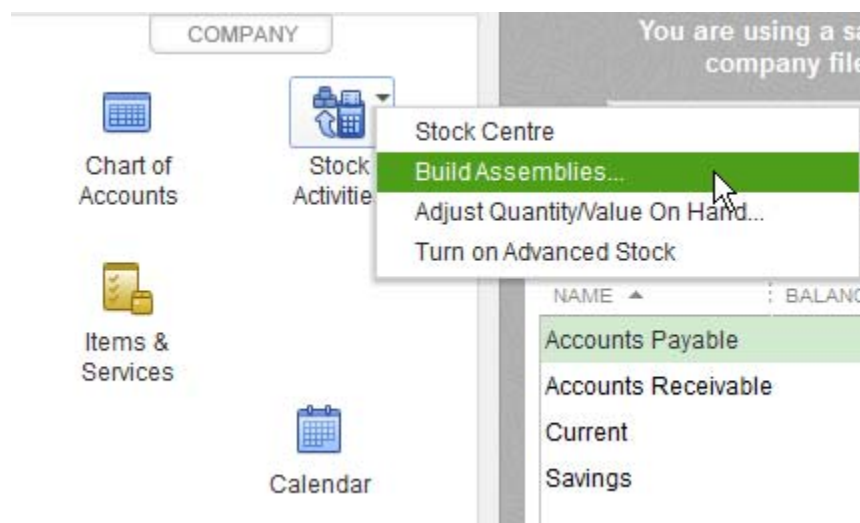 COMPANY
You are using a sa
company file
Chart of
Accounts
Stock
Activitie
Stock Centre
Build Assemblies...
Adjust Quantity/Value On Hand...
Turn on Advanced Stock
Items &
Services
Calendar
NAME BALANC
Accounts Payable
Accounts Receivable
Current
Savings